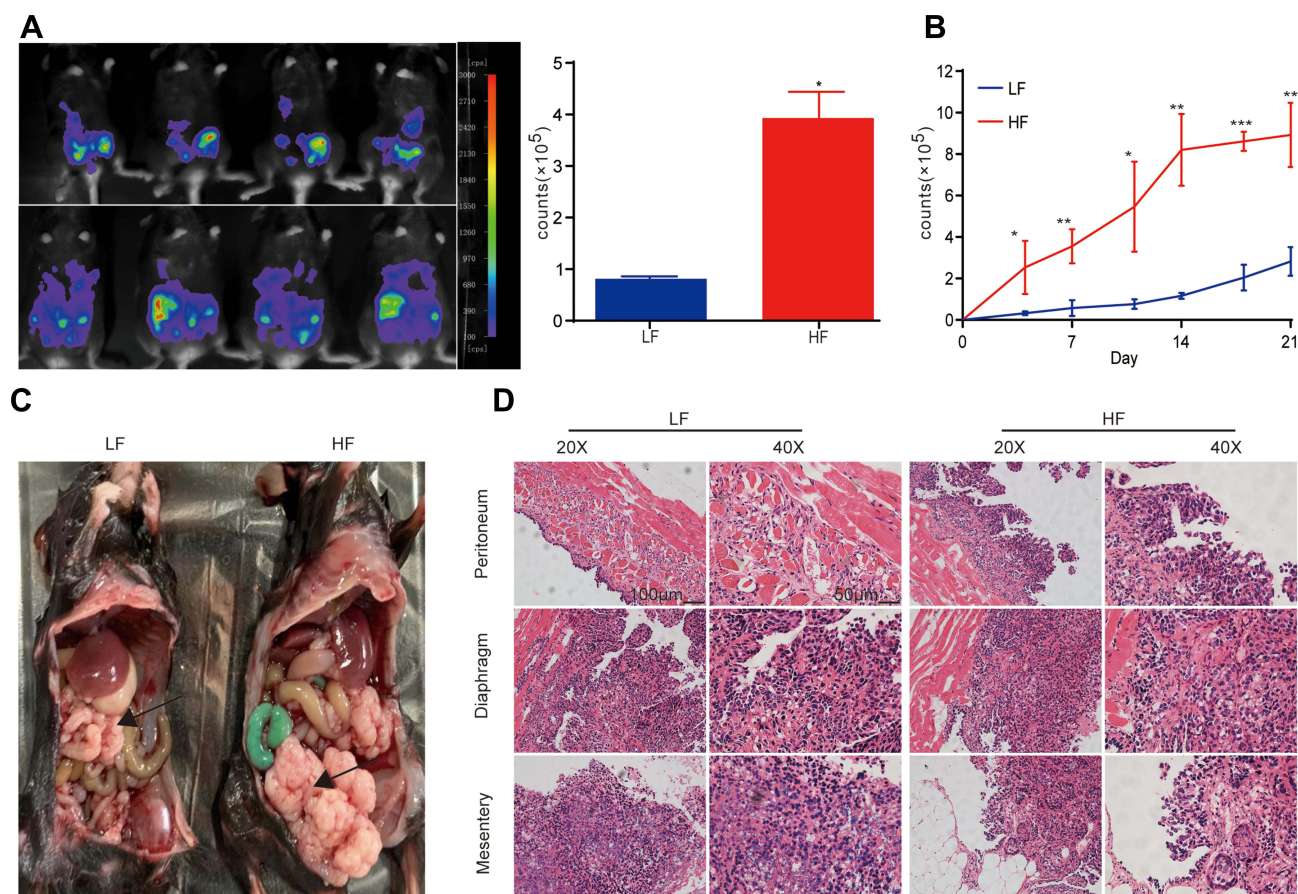 A
[cps]
3000
2710
2420
2130
1840
1550
1260
970
680
390
100
[cps]
counts(×10⁵)
5
4
3
2
1
0
*
LF
HF
B
LF
HF
counts(×10⁵)
12
10
8
6
4
2
0
*
**
*
**
***
**
0
7
14
21
Day
C
LF
HF
D
LF
HF
20X
40X
20X
40X
Peritoneum
100μm
50μm
Diaphragm
Mesentery